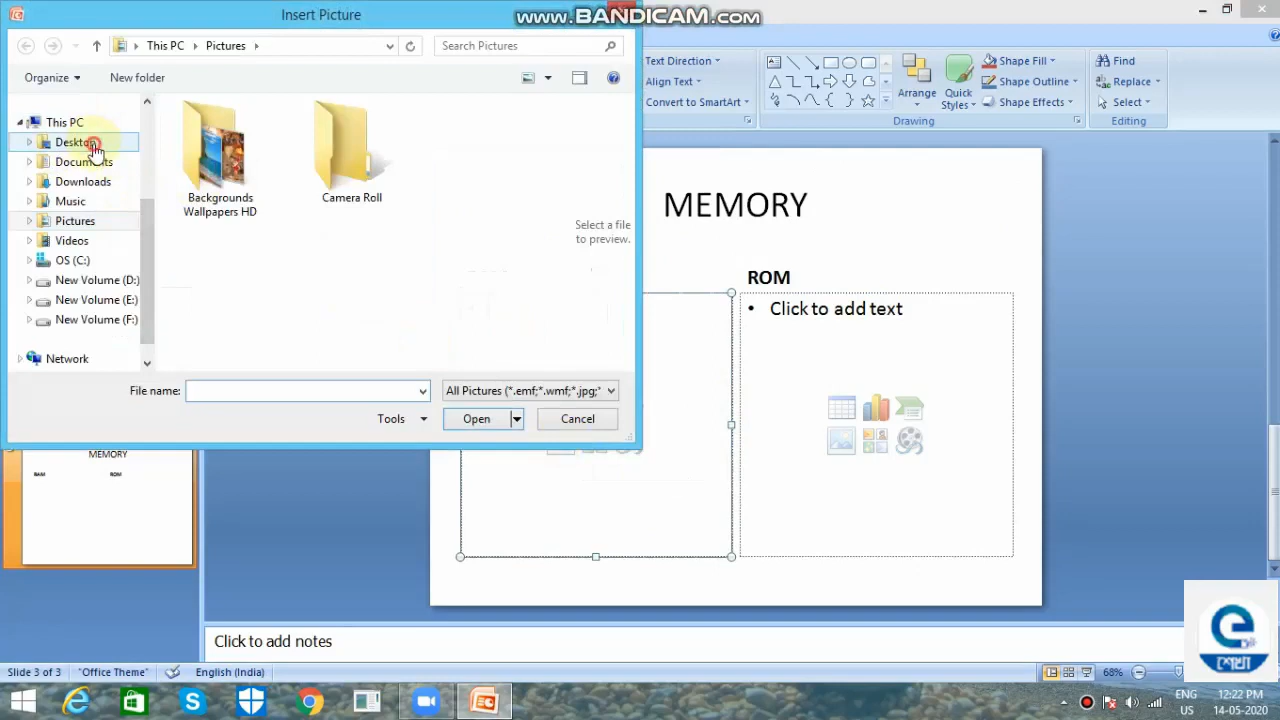 Insert Picture
www.BANDICAM.com
This PC
Pictures
Search Pictures
Organize
New folder
This PC
Desktop
Documents
Downloads
Music
Pictures
Videos
OS (C:)
New Volume (D:)
New Volume (E:)
New Volume (F:)
Network
Backgrounds
Wallpapers HD
Camera Roll
Select a file
to preview.
File name:
All Pictures (*.emf;*.wmf;*.jpg;*
Tools
Open
Cancel
Text Direction
Align Text
Convert to SmartArt
Arrange
Quick
Styles
Shape Fill
Shape Outline
Shape Effects
Drawing
Find
Replace
Select
Editing
MEMORY
ROM
• Click to add text
MEMORY
RAM
ROM
Click to add notes
Slide 3 of 3
"Office Theme"
English (India)
68%
e
শেখা
ENG
US
12:22 PM
14-05-2020